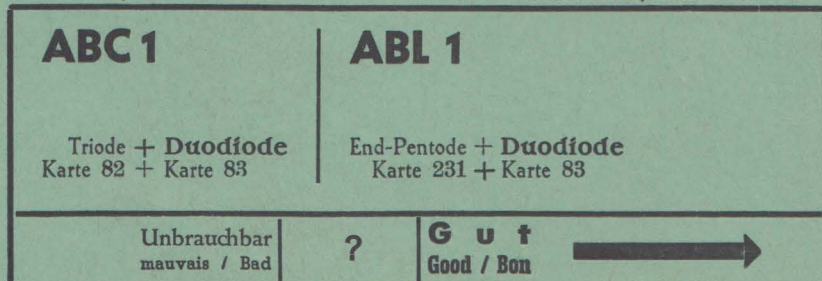 ABC 1
Triode + Duodiode
Karte 82 + Karte 83
ABL 1
End-Pentode + Duodiode
Karte 231 + Karte 83
Unbrauchbar
mauvais / Bad
?
Gut
Good / Bon